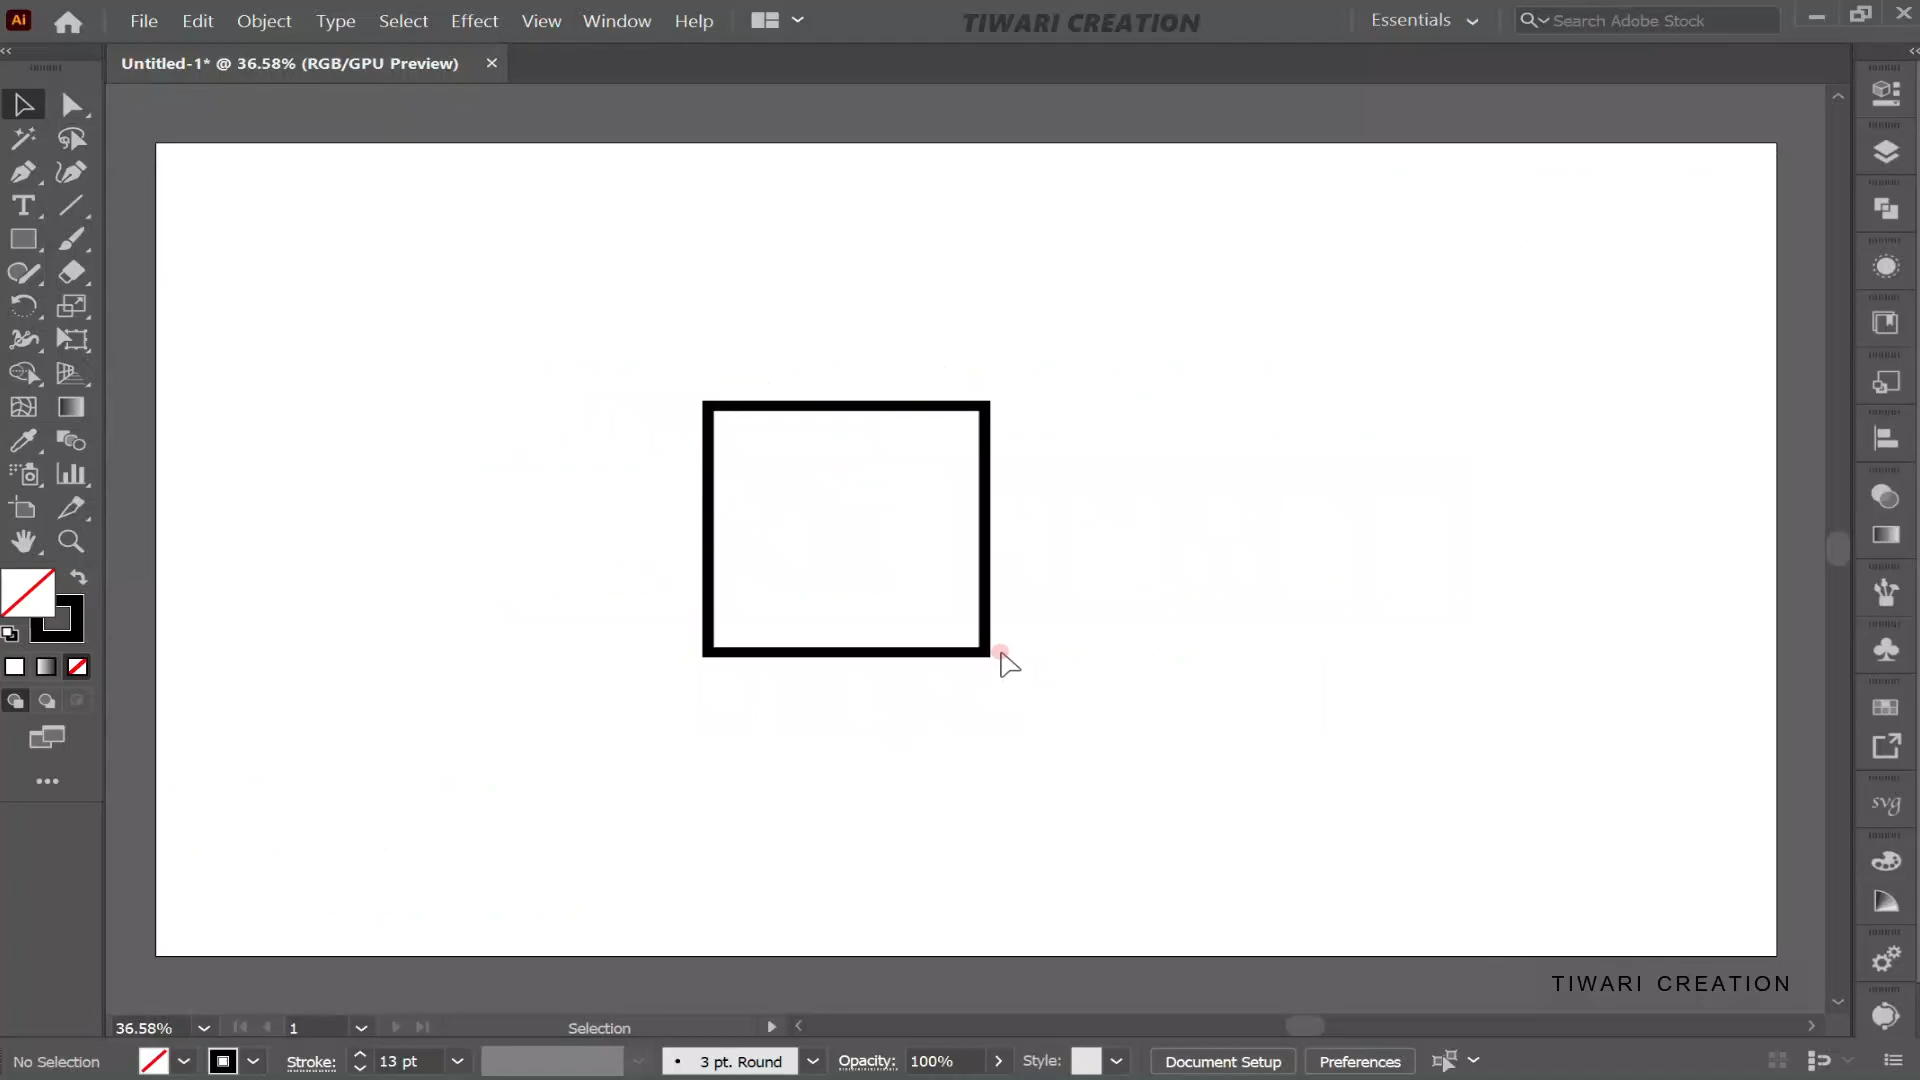 Ai File Edit Object Type Select Effect View Window Help TIWARI CREATION Essentials Search Adobe Stock
Untitled-1* @ 36.58% (RGB/GPU Preview)
T
svg
TIWARI CREATION
36.58% 1 Selection
No Selection Stroke: 13 pt 3 pt. Round Opacity: 100% Style: Document Setup Preferences